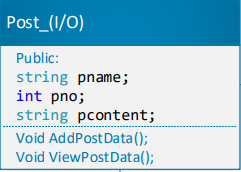 Post_(I/O)
Public:
string pname;
int pno;
string pcontent;
Void AddPostData();
Void ViewPostData();